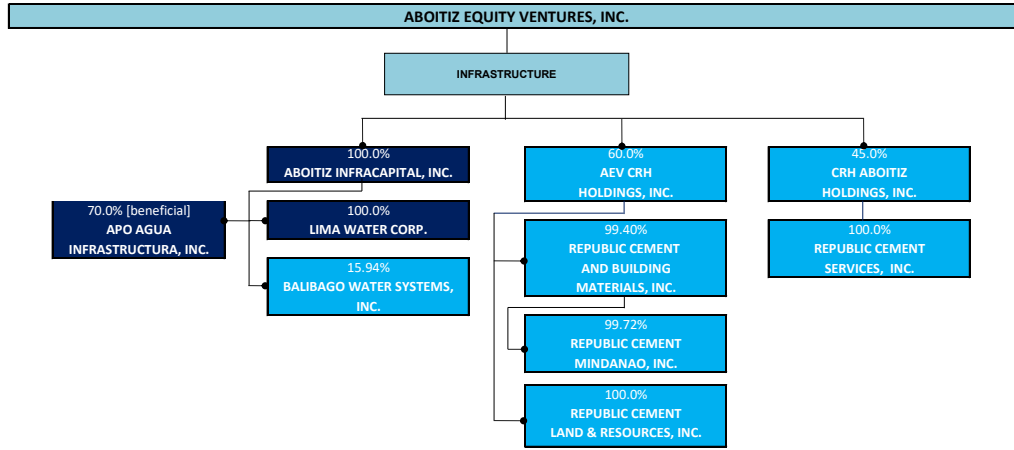 ABOITIZ EQUITY VENTURES, INC.
INFRASTRUCTURE
100.0%
ABOITIZ INFRACAPITAL, INC.
60.0%
AEV CRH
HOLDINGS, INC.
45.0%
CRH ABOITIZ
HOLDINGS, INC.
70.0% [beneficial]
APO AGUA
INFRASTRUCTURA, INC.
100.0%
LIMA WATER CORP.
99.40%
REPUBLIC CEMENT
AND BUILDING
MATERIALS, INC.
100.0%
REPUBLIC CEMENT
SERVICES, INC.
15.94%
BALIBAGO WATER SYSTEMS,
INC.
99.72%
REPUBLIC CEMENT
MINDANAO, INC.
100.0%
REPUBLIC CEMENT
LAND & RESOURCES, INC.